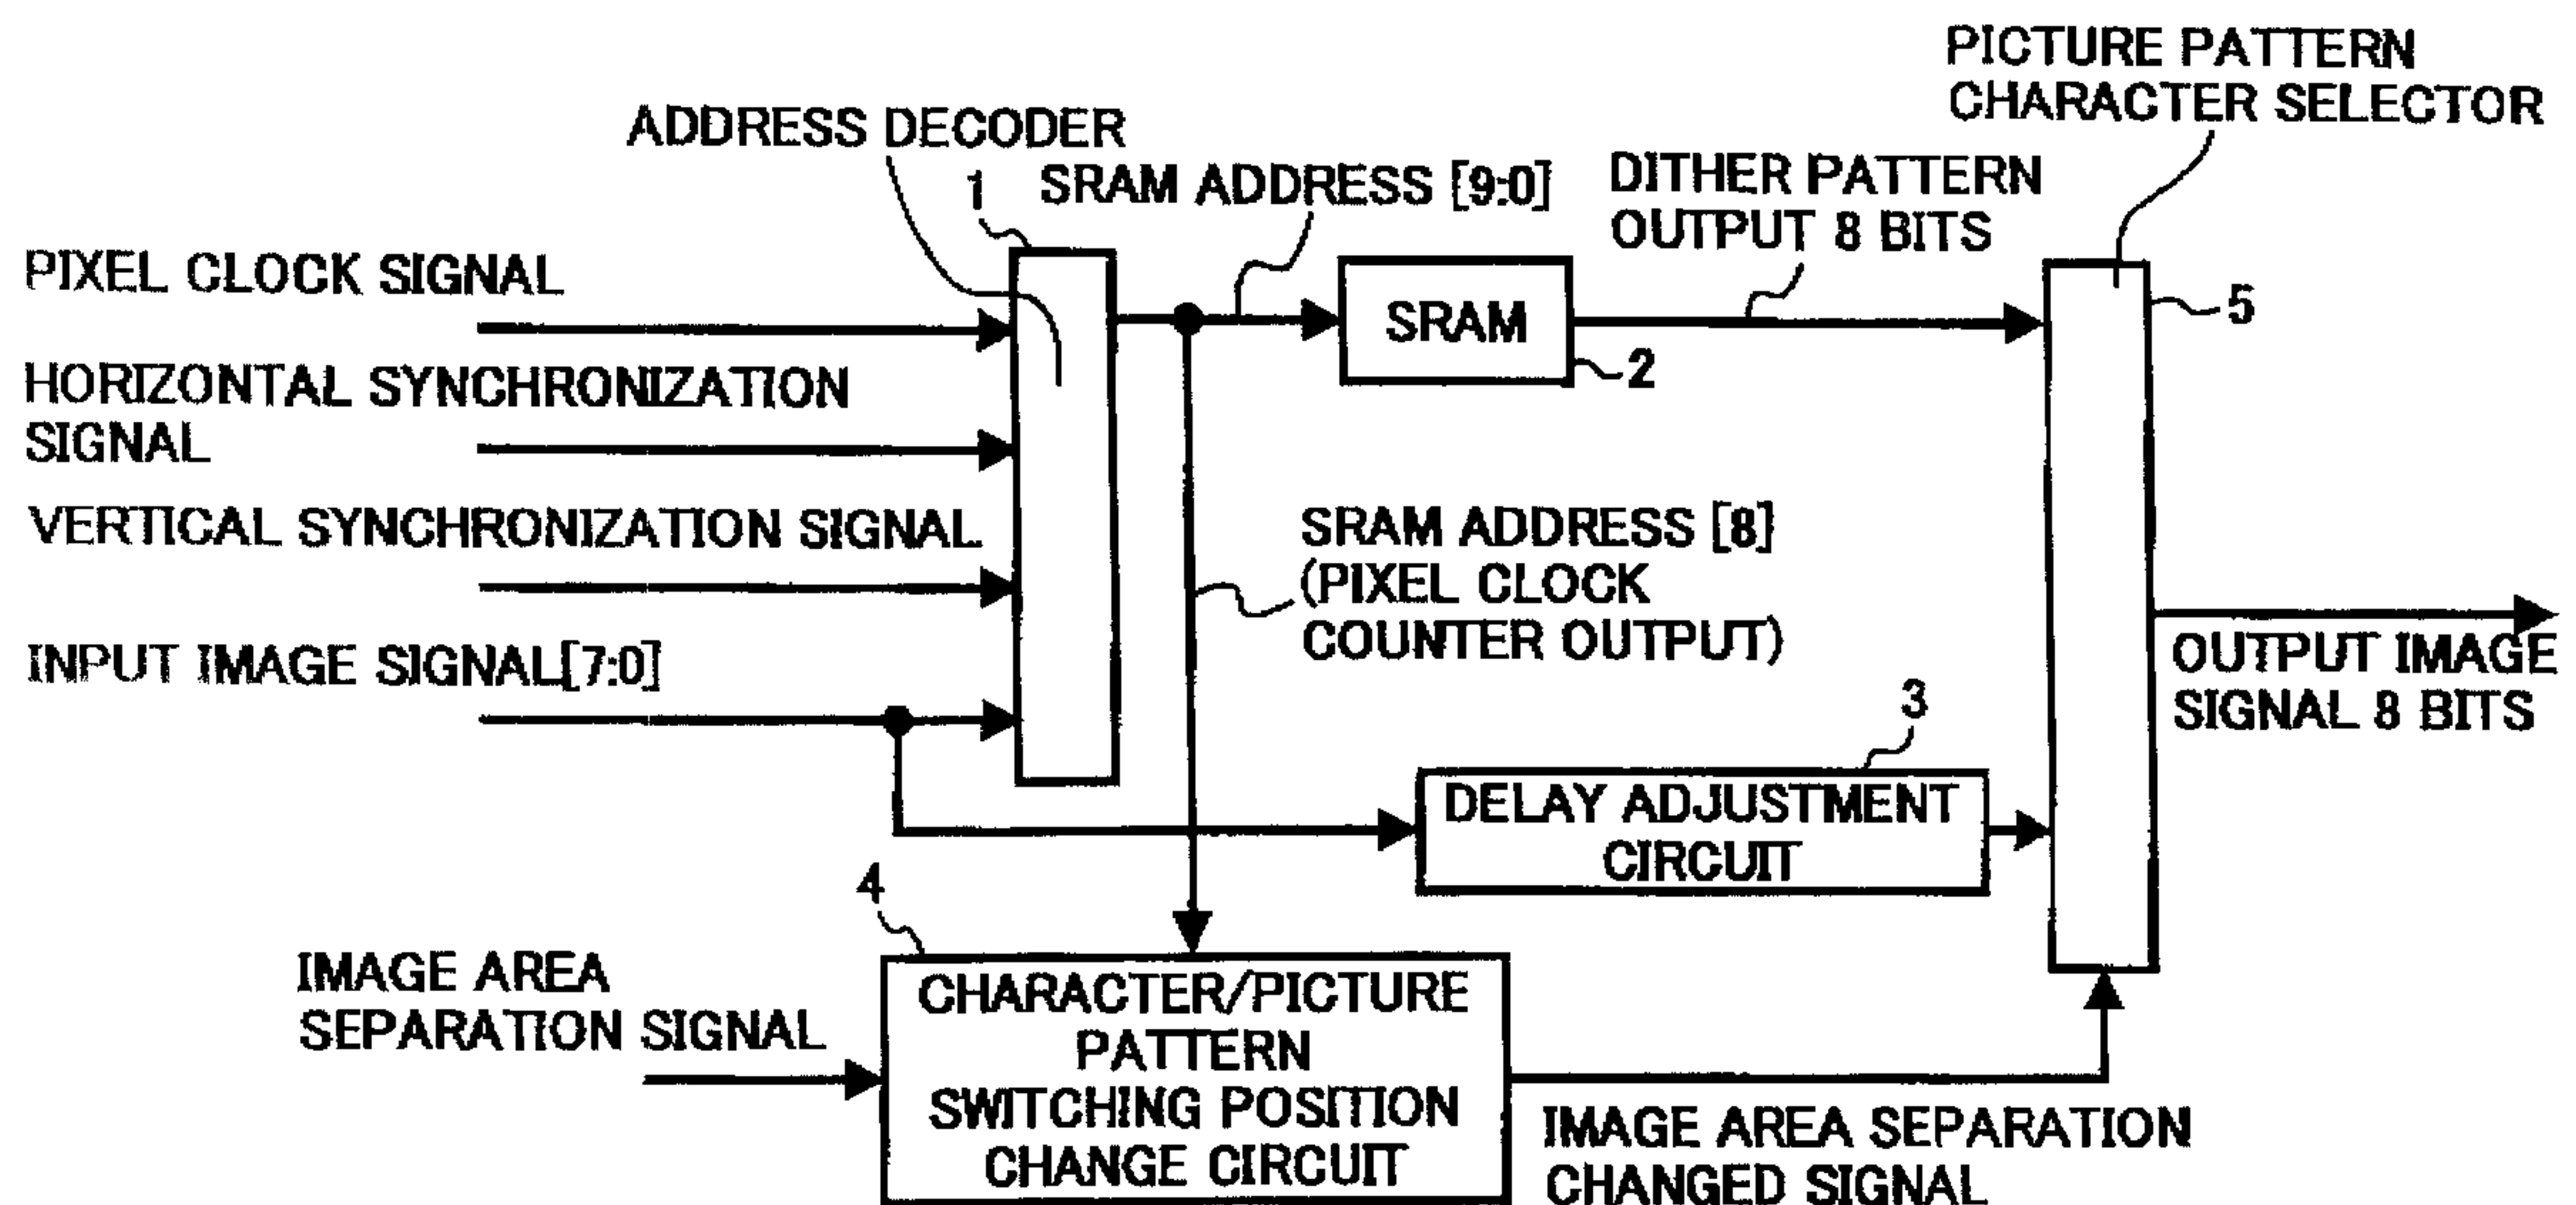 PICTURE PATTERN
CHARACTER SELECTOR
ADDRESS DECODER
1
SRAM ADDRESS [9:0]
DITHER PATTERN
OUTPUT 8 BITS
PIXEL CLOCK SIGNAL
SRAM
2
5
HORIZONTAL SYNCHRONIZATION
SIGNAL
VERTICAL SYNCHRONIZATION SIGNAL
SRAM ADDRESS [8]
(PIXEL CLOCK
COUNTER OUTPUT)
INPUT IMAGE SIGNAL[7:0]
OUTPUT IMAGE
SIGNAL 8 BITS
3
DELAY ADJUSTMENT
CIRCUIT
4
IMAGE AREA
SEPARATION SIGNAL
CHARACTER/PICTURE
PATTERN
SWITCHING POSITION
CHANGE CIRCUIT
IMAGE AREA SEPARATION
CHANGED SIGNAL